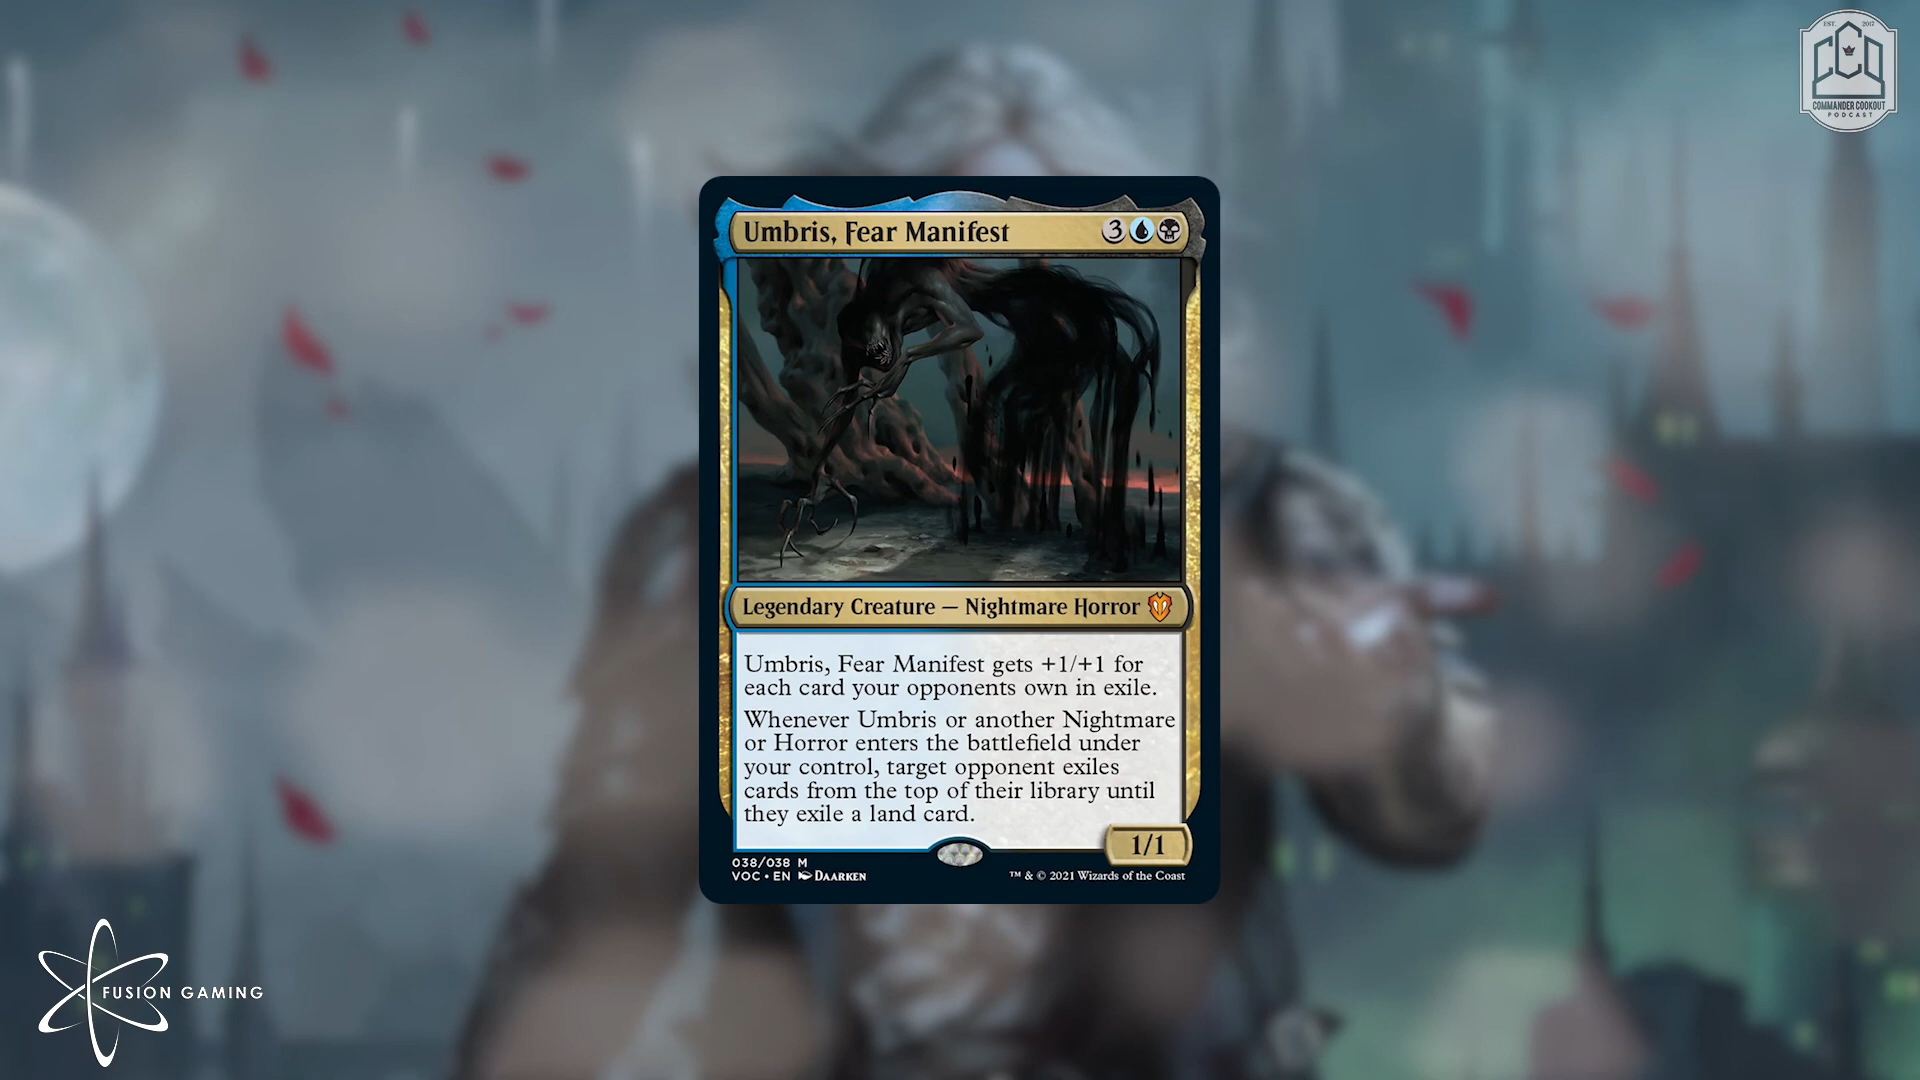 EST. 2017
CCO
COMMANDER COOKOUT
PODCAST
Umbris, Fear Manifest 3
Legendary Creature — Nightmare Horror
Umbris, Fear Manifest gets +1/+1 for
each card your opponents own in exile.
Whenever Umbris or another Nightmare
or Horror enters the battlefield under
your control, target opponent exiles
cards from the top of their library until
they exile a land card.
1/1
038/038 M
VOC • EN DAARKEN
™ & © 2021 Wizards of the Coast
FUSION GAMING